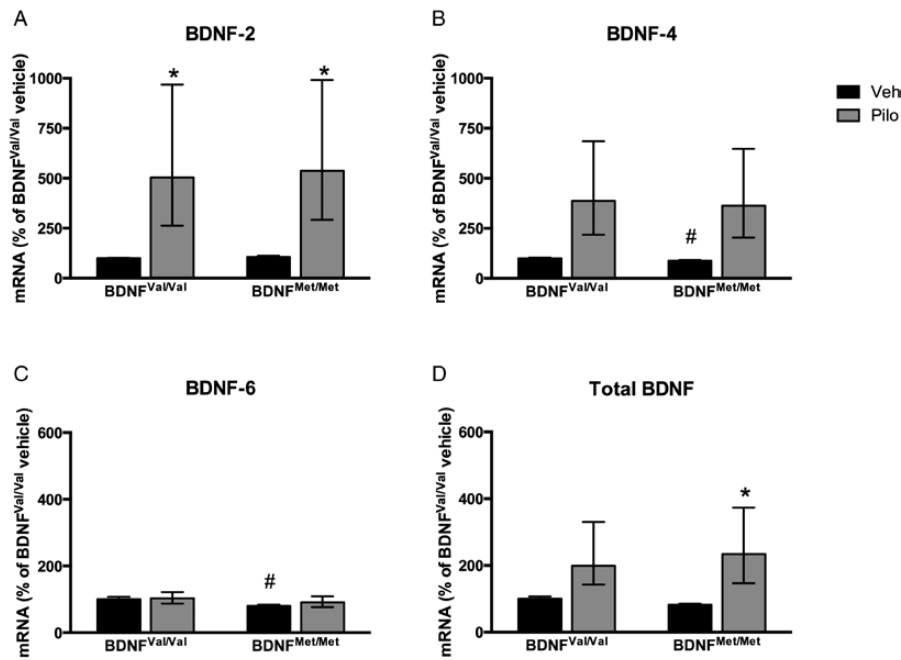 A
BDNF-2
mRNA (% of BDNFVal/Val vehicle)
1000
750
500
250
0
*
*
BDNFVal/Val
BDNFMet/Met
B
BDNF-4
mRNA (% of BDNFVal/Val vehicle)
1000
750
500
250
0
#
BDNFVal/Val
BDNFMet/Met
Veh
Pilo
C
BDNF-6
mRNA (% of BDNFVal/Val vehicle)
600
400
200
0
#
BDNFVal/Val
BDNFMet/Met
D
Total BDNF
mRNA (% of BDNFVal/Val vehicle)
600
400
200
0
*
BDNFVal/Val
BDNFMet/Met